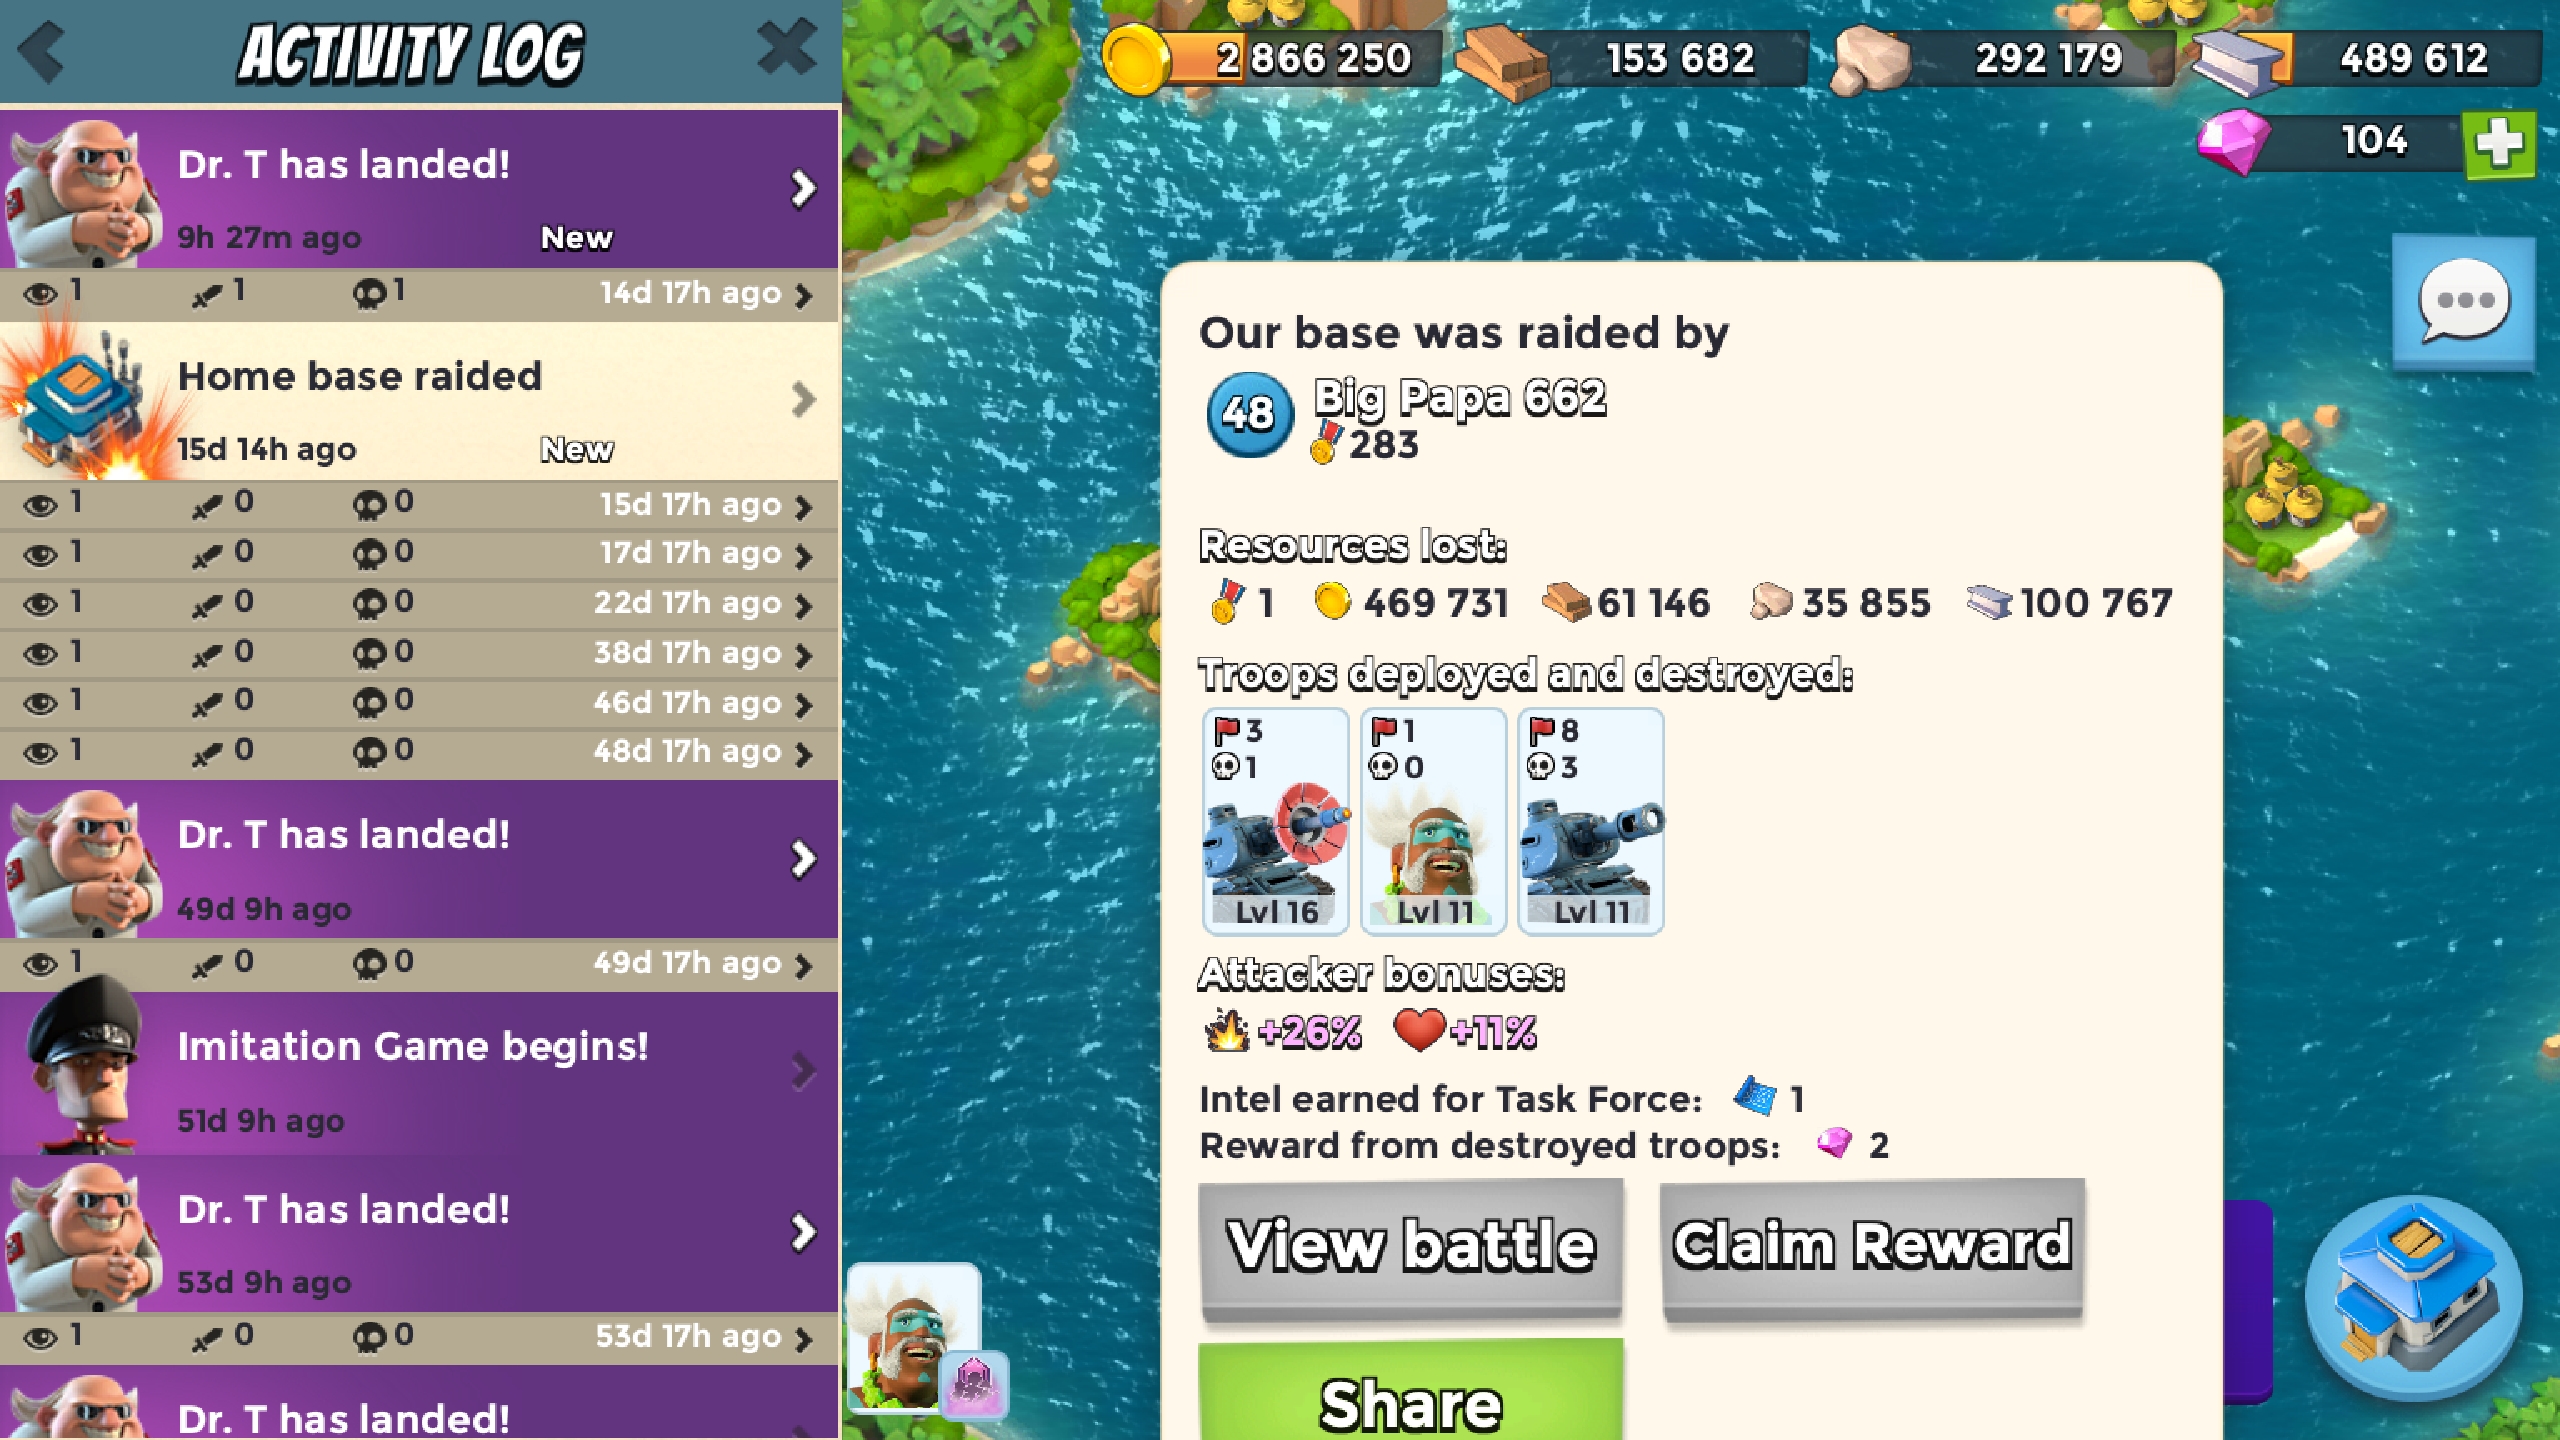 ACTIVITY LOG
2 866 250
153 682
292 179
489 612
104
Dr. T has landed!
9h 27m ago
New
1 1 1 14d 17h ago
Home base raided
15d 14h ago
New
1 0 0 15d 17h ago
1 0 0 17d 17h ago
1 0 0 22d 17h ago
1 0 0 38d 17h ago
1 0 0 46d 17h ago
1 0 0 48d 17h ago
Dr. T has landed!
49d 9h ago
1 0 0 49d 17h ago
Imitation Game begins!
51d 9h ago
Dr. T has landed!
53d 9h ago
1 0 0 53d 17h ago
Dr. T has landed!
Our base was raided by
48 Big Papa 662
283
Resources lost:
1 469 731 61 146 35 855 100 767
Troops deployed and destroyed:
3 1 8
1 0 3
Lvl 16 Lvl 11 Lvl 11
Attacker bonuses:
+26% +11%
Intel earned for Task Force: 1
Reward from destroyed troops: 2
View battle
Claim Reward
Share